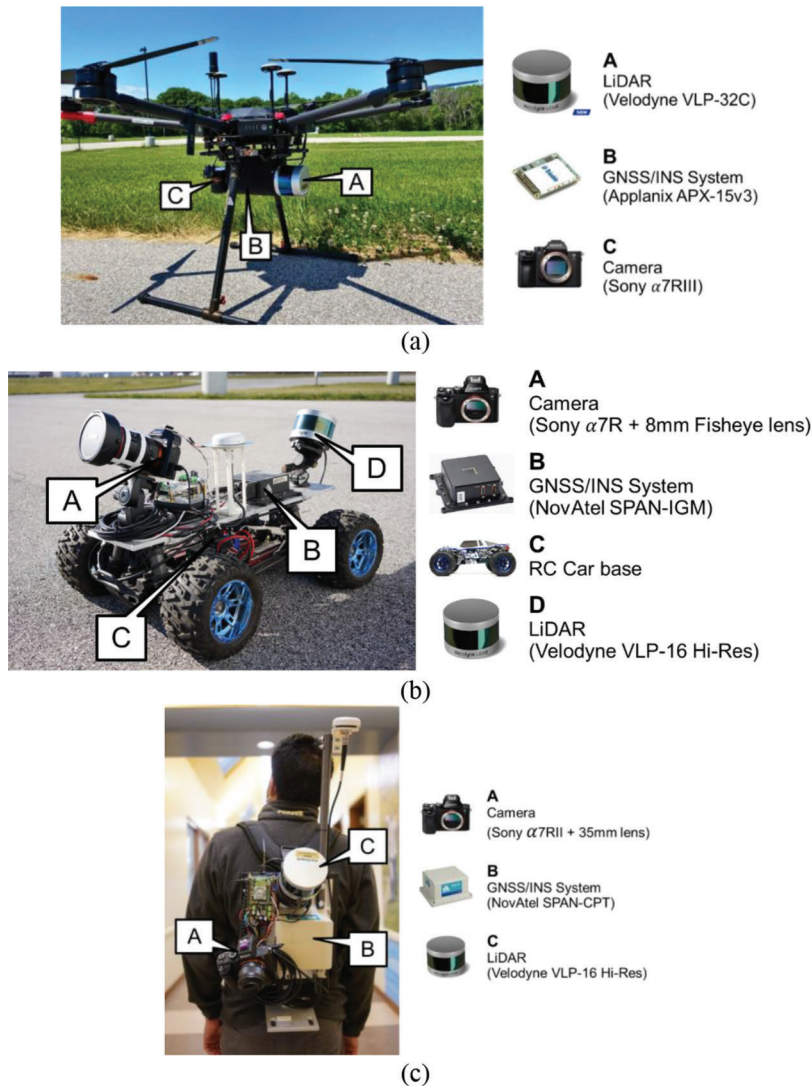 A
LiDAR
(Velodyne VLP-32C)
B
GNSS/INS System
(Applanix APX-15v3)
C
Camera
(Sony α7RIII)
C
A
B
(a)
A
Camera
(Sony α7R + 8mm Fisheye lens)
B
GNSS/INS System
(NovAtel SPAN-IGM)
C
RC Car base
D
LiDAR
(Velodyne VLP-16 Hi-Res)
A
D
B
C
(b)
A
Camera
(Sony α7RII + 35mm lens)
B
GNSS/INS System
(NovAtel SPAN-CPT)
C
LiDAR
(Velodyne VLP-16 Hi-Res)
C
A
B
(c)